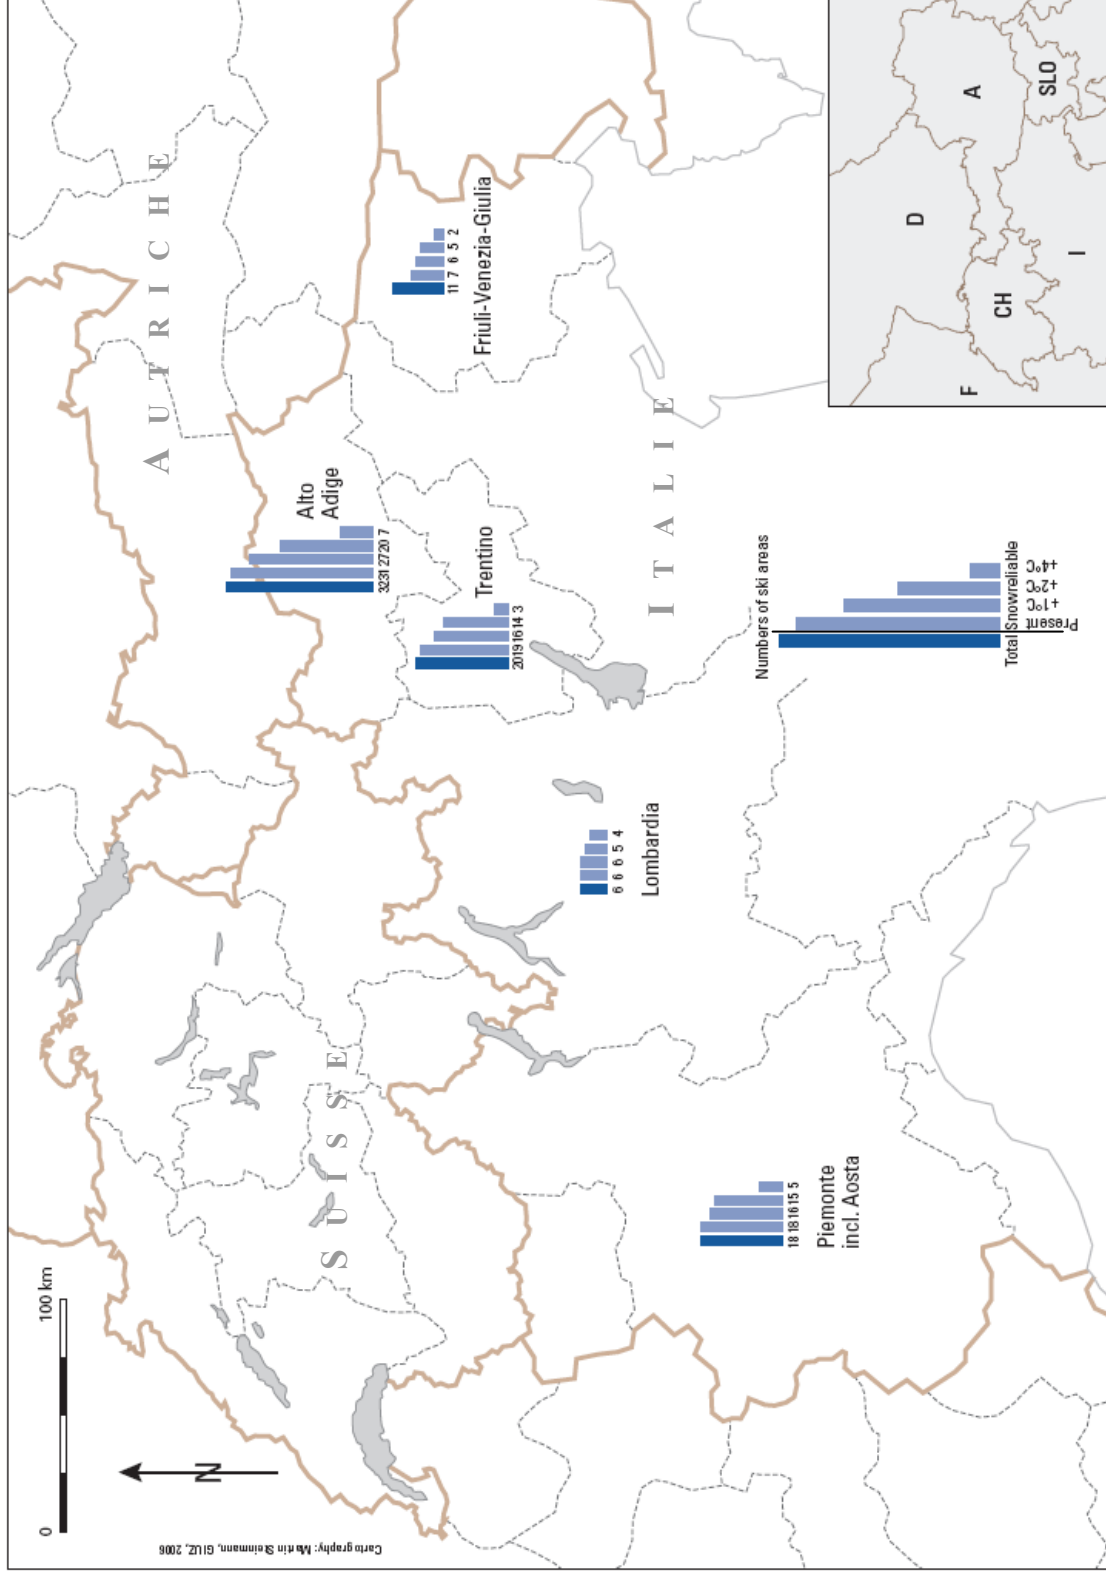 0 100 km
N
Cartography: Martin Steinmann, GIUZ, 2006
AUTRICHE
SUISSE
ITALIE
32 31 27 20 7
Alto
Adige
20 19 16 14 3
Trentino
11 7 6 5 2
Friuli-Venezia-Giulia
6 6 6 5 4
Lombardia
18 18 16 15 5
Piemonte
incl. Aosta
Numbers of ski areas
Total Snowreliable
Present
+1°C
+2°C
+4°C
F
D
CH
A
SLO
I